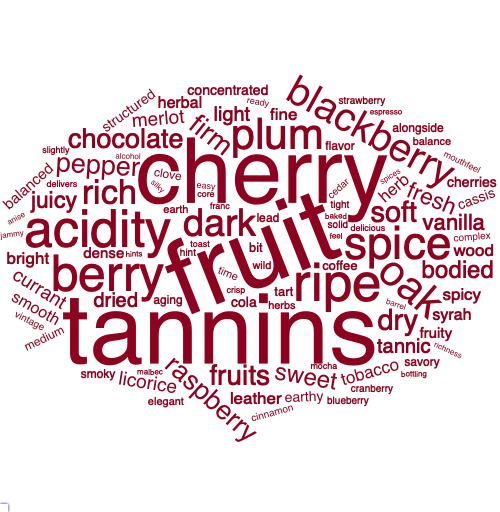 concentrated
blackberry
structured
herbal
ready
strawberry
espresso
merlot
firm
light
fine
plum
alongside
balance
chocolate
flavor
mouthfeel
slightly
alcohol
pepper
cherry
balanced
delivers
clove
silky
easy
core
cedar
spices
herb
fresh
cherries
cassis
juicy
rich
earth
franc
tight
baked
solid
soft
vanilla
anise
jammy
acidity
dark
lead
fruit
feel
delicious
spice
complex
wood
bright
dense
hints
hint
toast
bit
wild
coffee
oak
bodied
currant
berry
time
crisp
tart
ripe
smooth
dried
aging
cola
herbs
barrel
spicy
vintage
medium
tannins
dry
syrah
fruity
tannic
richness
smoky
malbec
licorice
raspberry
fruits
sweet
mocha
tobacco
savory
bottling
cranberry
elegant
leather
earthy
blueberry
cinnamon